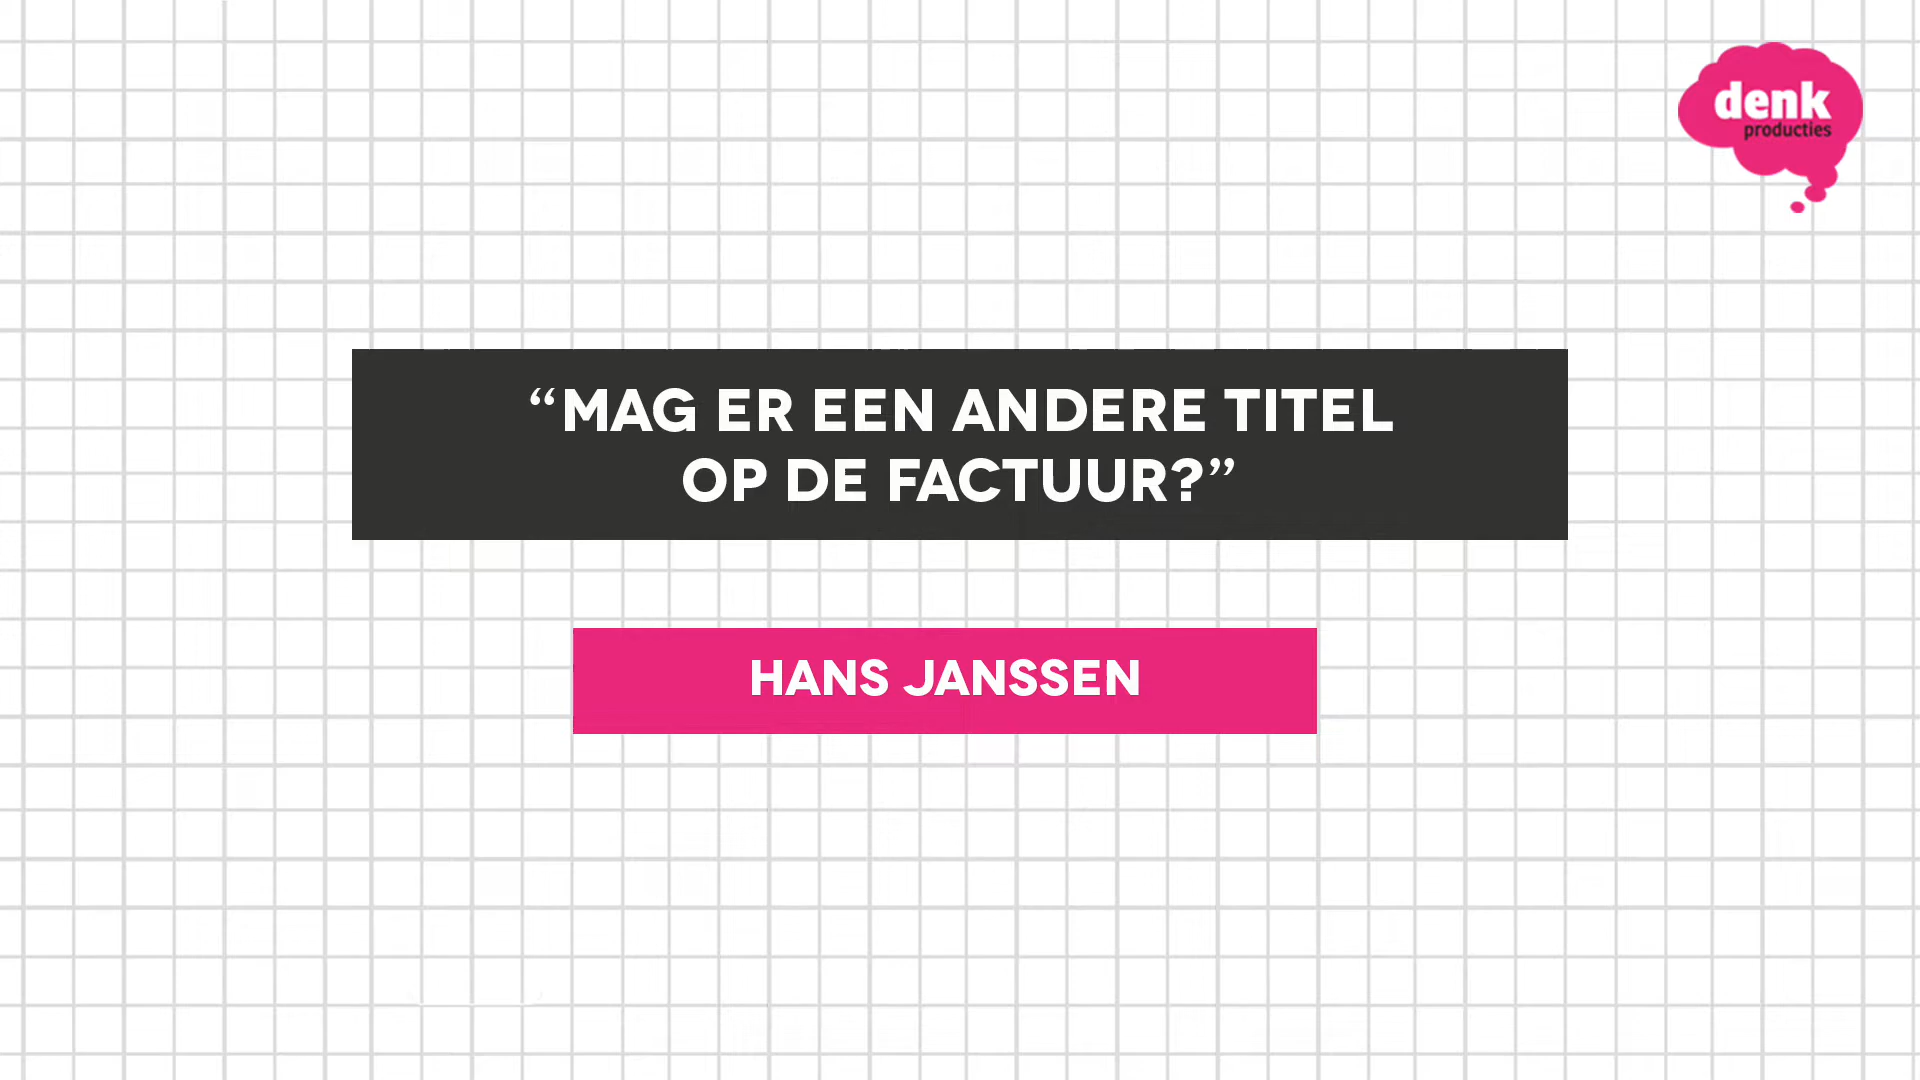 denk
producties
“MAG ER EEN ANDERE TITEL
OP DE FACTUUR?”
HANS JANSSEN